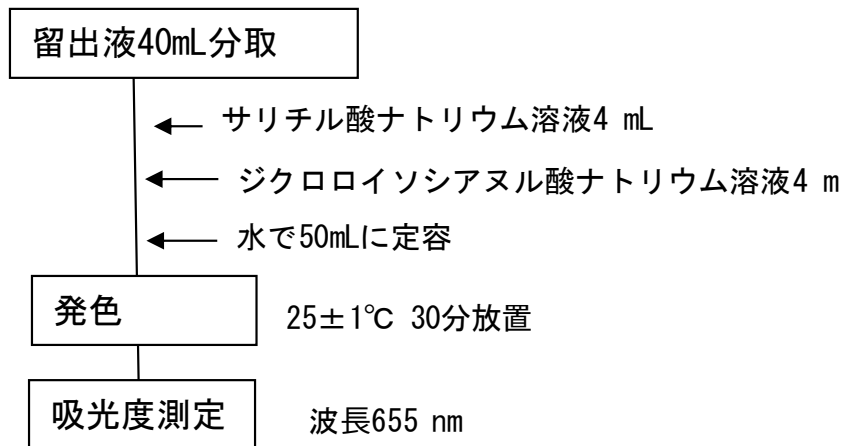 留出液40mL分取
サリチル酸ナトリウム溶液4 mL
ジクロロイソシアヌル酸ナトリウム溶液4 m
水で50mLに定容
発色
25±1℃ 30分放置
吸光度測定
波長655 nm